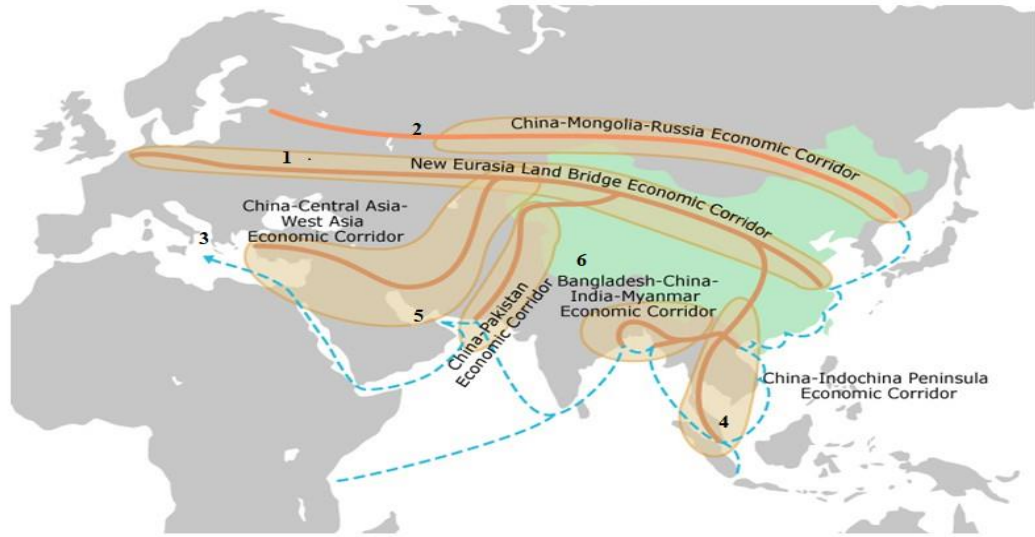 2
China-Mongolia-Russia Economic Corridor
1
New Eurasia Land Bridge Economic Corridor
China-Central Asia-
West Asia
Economic Corridor
3
6
Bangladesh-China-
India-Myanmar
Economic Corridor
5
China-Pakistan
Economic Corridor
China-Indochina Peninsula
Economic Corridor
4